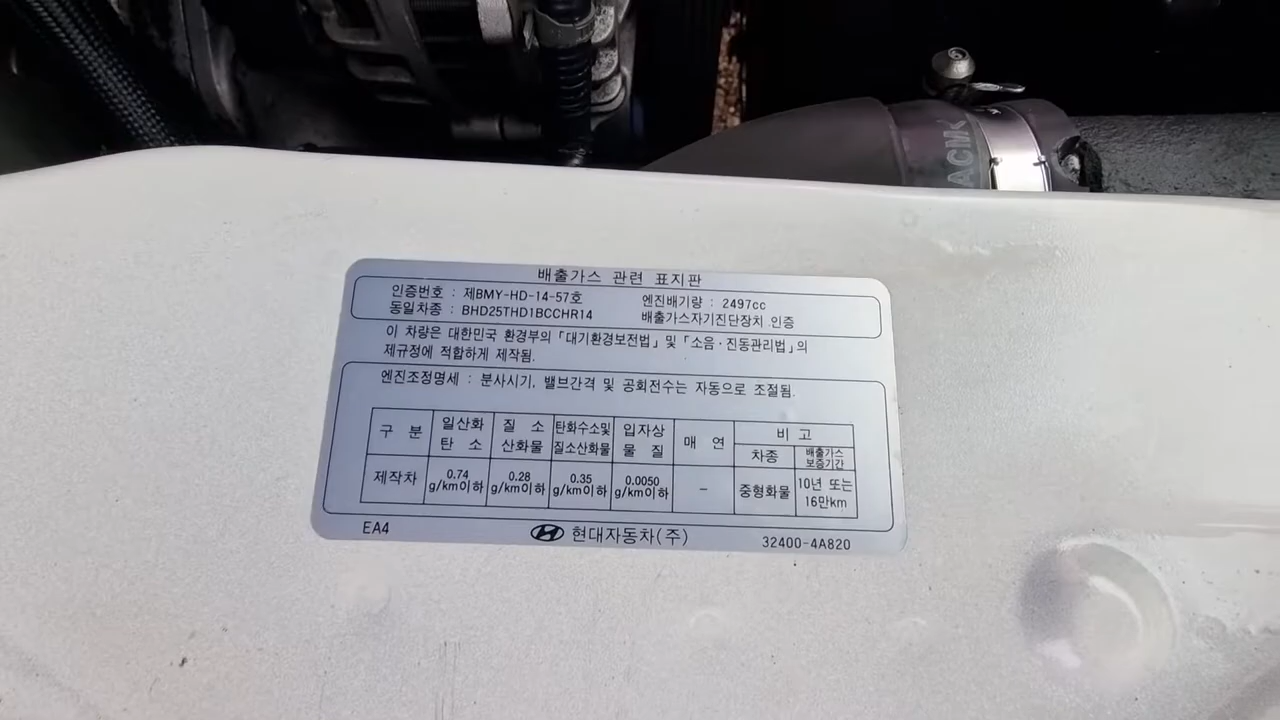 ACMK
배출가스 관련 표지판
인증번호 : 제BMY-HD-14-57호 엔진배기량 : 2497cc
동일차종 : BHD25THD1BCCHR14 배출가스자기진단장치 인증
이 차량은 대한민국 환경부의 「대기환경보전법」 및 「소음·진동관리법」의
제규정에 적합하게 제작됨.
엔진조정명세 : 분사시기, 밸브간격 및 공회전수는 자동으로 조절됨.
구 분 일산화 탄 소 질 소 산화물 탄화수소및 질소산화물 입자상 물 질 매 연 비 고
차종 배출가스 보증기간
제작차 0.74 g/km이하 0.28 g/km이하 0.35 g/km이하 0.0050 g/km이하 – 중형화물 10년 또는 16만km
EA4 현대자동차(주) 32400-4A820